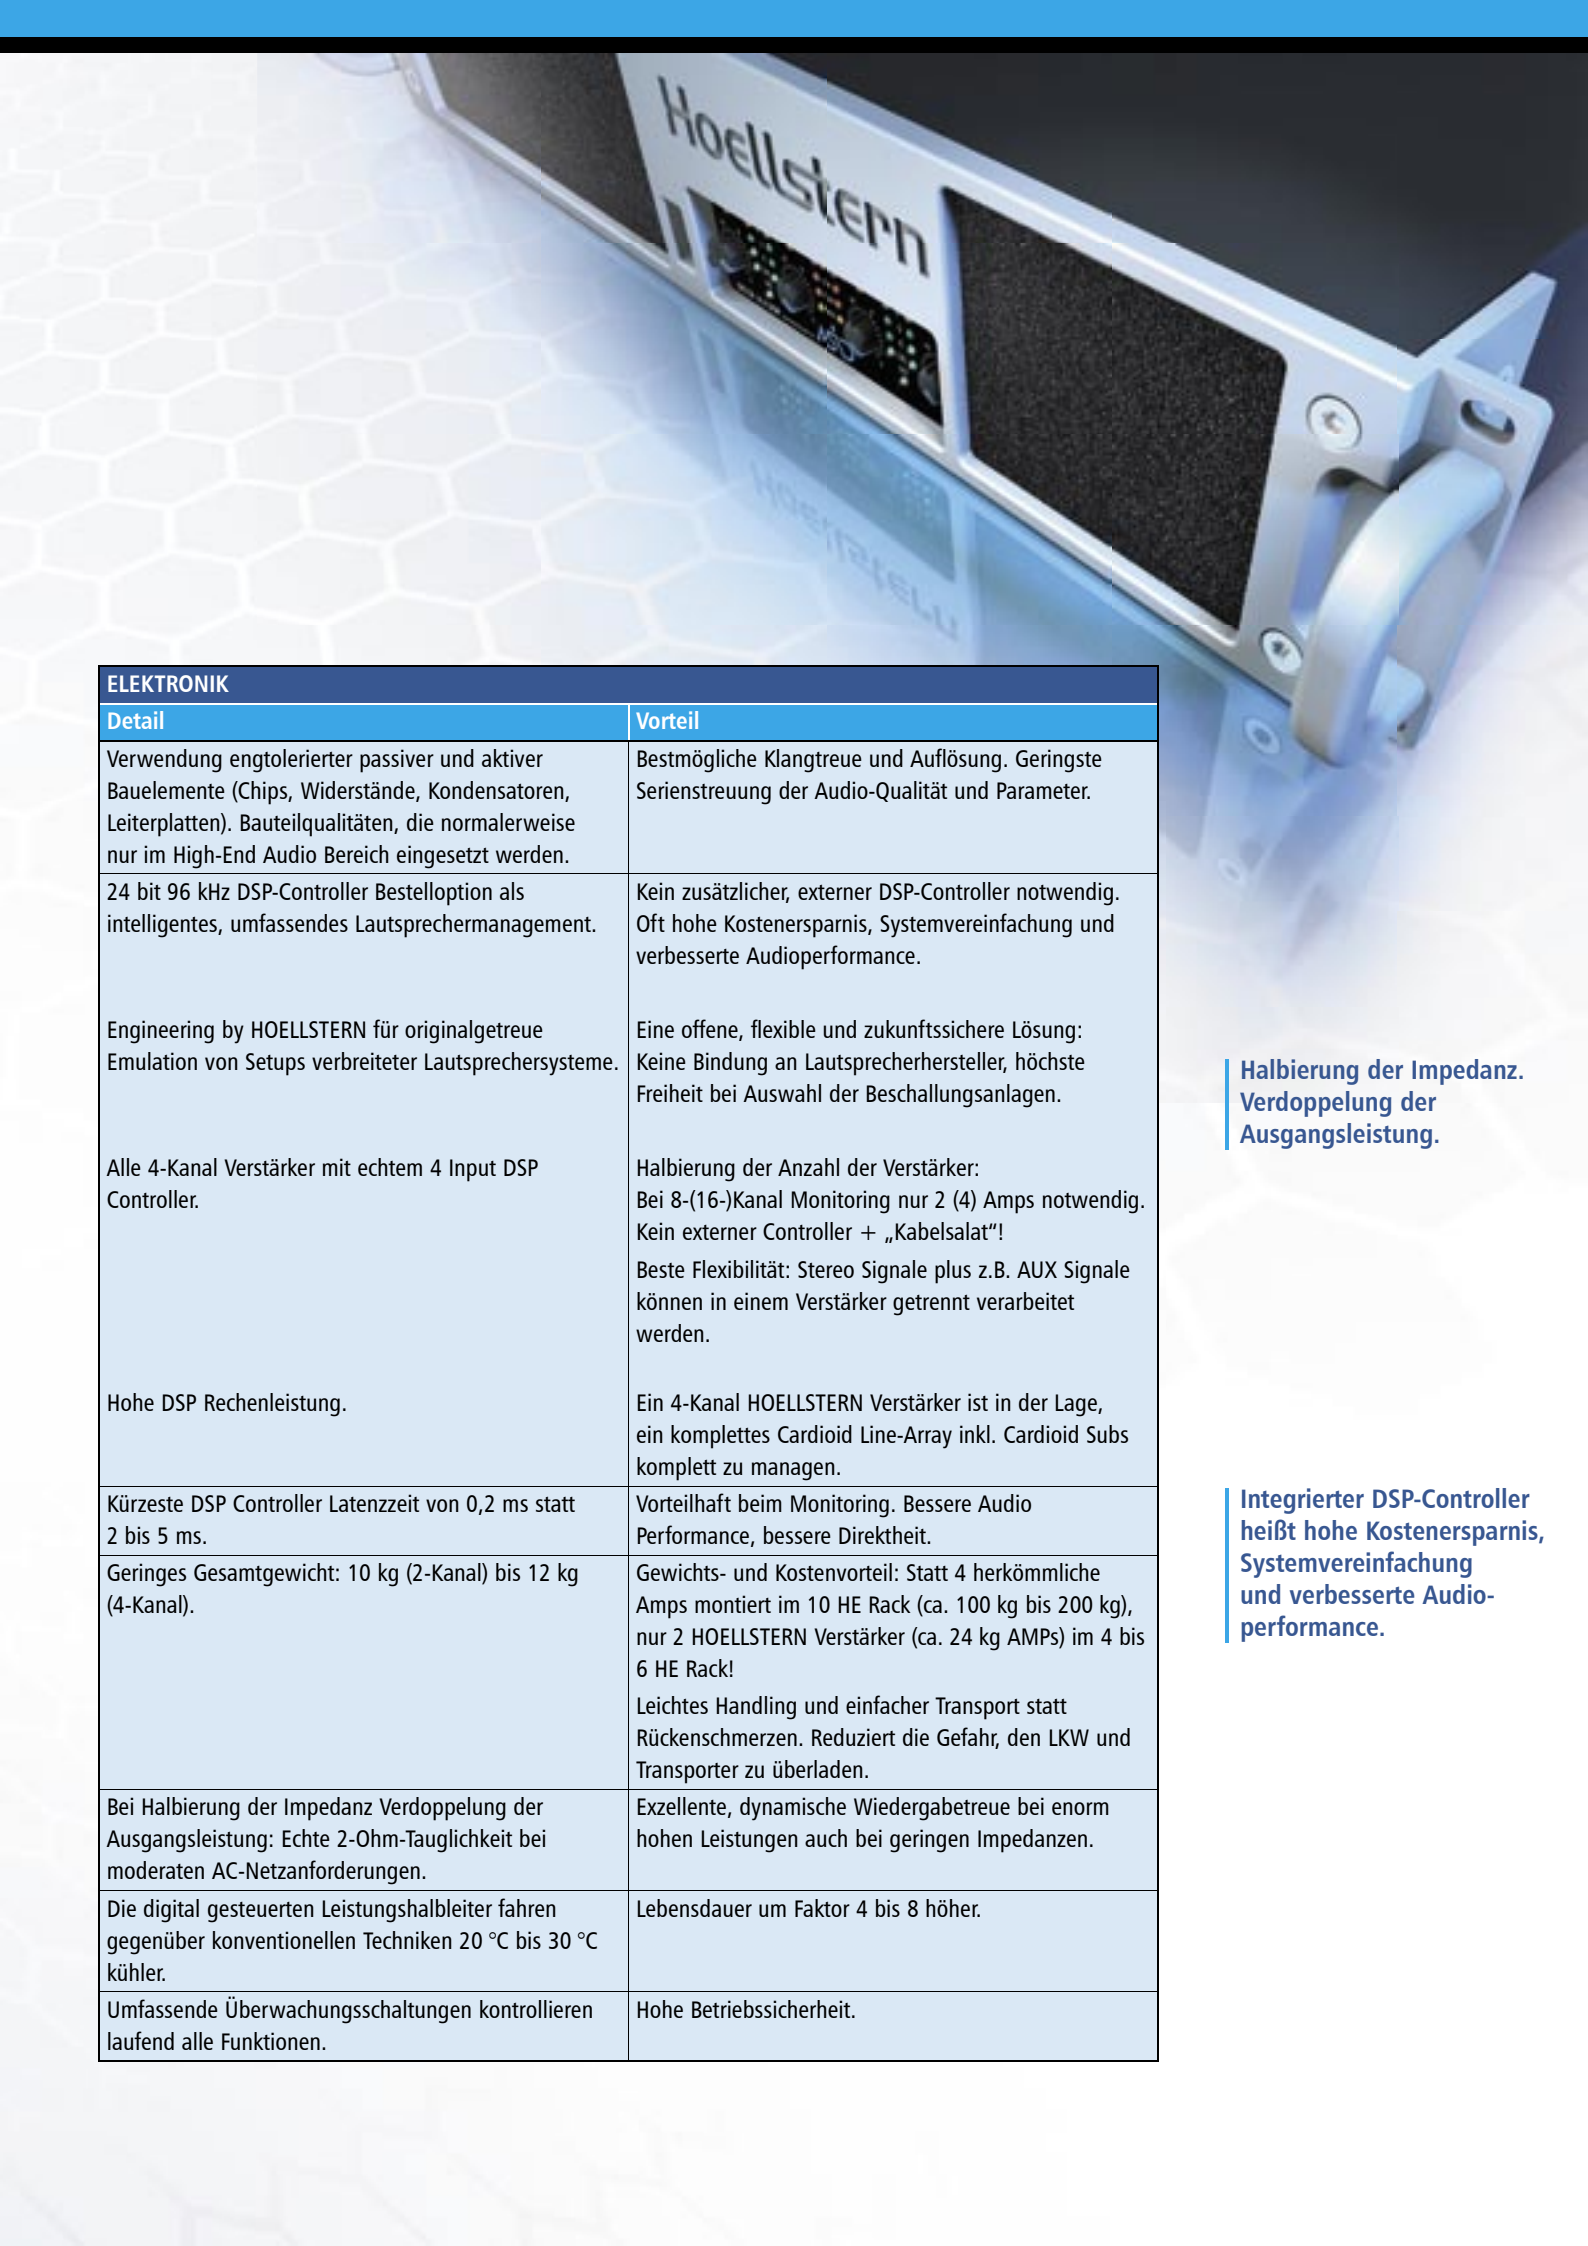 Hoellstern
ELEKTRONIK
Detail
Vorteil
Verwendung engtolerierter passiver und aktiver
Bauelemente (Chips, Widerstände, Kondensatoren,
Leiterplatten). Bauteilqualitäten, die normalerweise
nur im High-End Audio Bereich eingesetzt werden.
Bestmögliche Klangtreue und Auflösung. Geringste
Serienstreuung der Audio-Qualität und Parameter.
24 bit 96 kHz DSP-Controller Bestelloption als
intelligentes, umfassendes Lautsprechermanagement.
Kein zusätzlicher, externer DSP-Controller notwendig.
Oft hohe Kostenersparnis, Systemvereinfachung und
verbesserte Audioperformance.
Engineering by HOELLSTERN für originalgetreue
Emulation von Setups verbreiteter Lautsprechersysteme.
Eine offene, flexible und zukunftssichere Lösung:
Keine Bindung an Lautsprecherhersteller, höchste
Freiheit bei Auswahl der Beschallungsanlagen.
Alle 4-Kanal Verstärker mit echtem 4 Input DSP
Controller.
Halbierung der Anzahl der Verstärker:
Bei 8-(16-)Kanal Monitoring nur 2 (4) Amps notwendig.
Kein externer Controller + „Kabelsalat“!
Beste Flexibilität: Stereo Signale plus z.B. AUX Signale
können in einem Verstärker getrennt verarbeitet
werden.
Hohe DSP Rechenleistung.
Ein 4-Kanal HOELLSTERN Verstärker ist in der Lage,
ein komplettes Cardioid Line-Array inkl. Cardioid Subs
komplett zu managen.
Kürzeste DSP Controller Latenzzeit von 0,2 ms statt
2 bis 5 ms.
Vorteilhaft beim Monitoring. Bessere Audio
Performance, bessere Direktheit.
Geringes Gesamtgewicht: 10 kg (2-Kanal) bis 12 kg
(4-Kanal).
Gewichts- und Kostenvorteil: Statt 4 herkömmliche
Amps montiert im 10 HE Rack (ca. 100 kg bis 200 kg),
nur 2 HOELLSTERN Verstärker (ca. 24 kg AMPs) im 4 bis
6 HE Rack!
Leichtes Handling und einfacher Transport statt
Rückenschmerzen. Reduziert die Gefahr, den LKW und
Transporter zu überladen.
Bei Halbierung der Impedanz Verdoppelung der
Ausgangsleistung: Echte 2-Ohm-Tauglichkeit bei
moderaten AC-Netzanforderungen.
Exzellente, dynamische Wiedergabetreue bei enorm
hohen Leistungen auch bei geringen Impedanzen.
Die digital gesteuerten Leistungshalbleiter fahren
gegenüber konventionellen Techniken 20 °C bis 30 °C
kühler.
Lebensdauer um Faktor 4 bis 8 höher.
Umfassende Überwachungsschaltungen kontrollieren
laufend alle Funktionen.
Hohe Betriebssicherheit.
Halbierung der Impedanz.
Verdoppelung der
Ausgangsleistung.
Integrierter DSP-Controller
heißt hohe Kostenersparnis,
Systemvereinfachung
und verbesserte Audio-
performance.